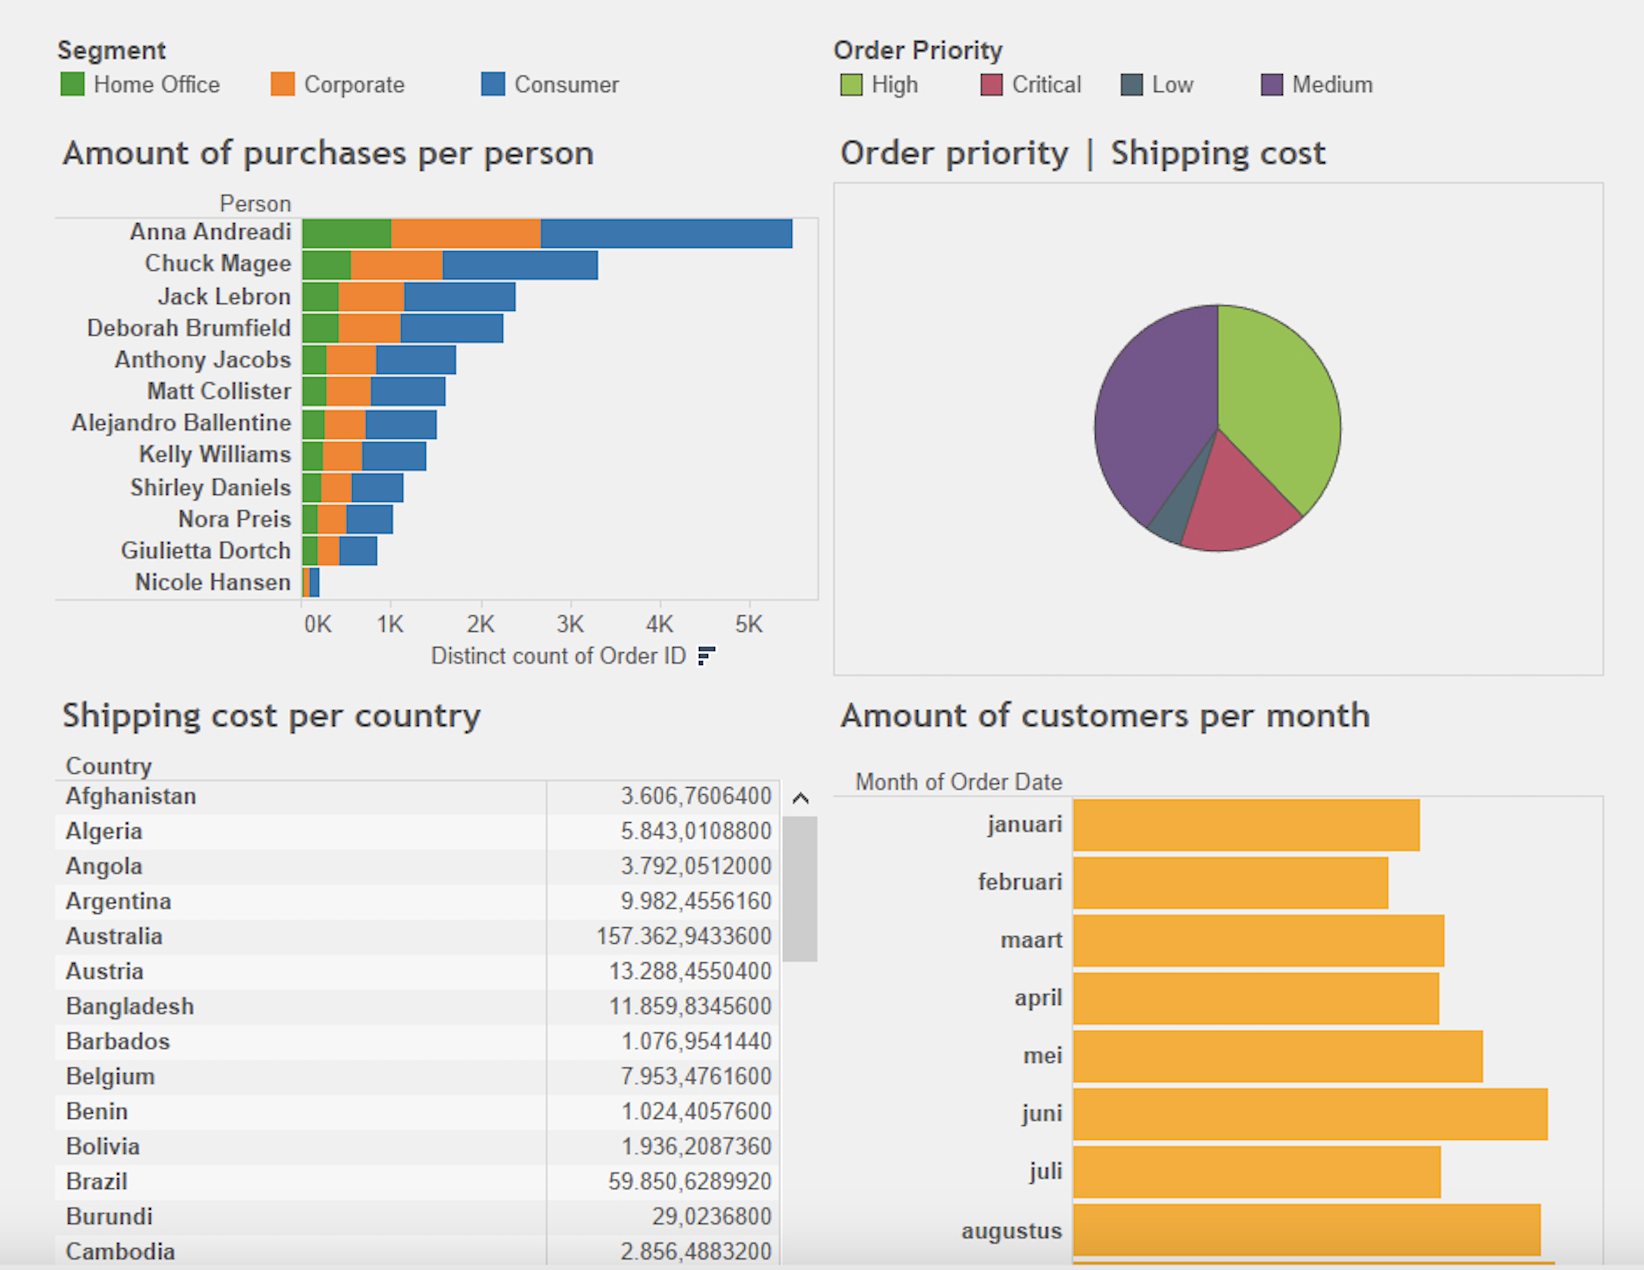 Segment
Home Office Corporate Consumer
Order Priority
High Critical Low Medium
Amount of purchases per person
Person
Anna Andreadi
Chuck Magee
Jack Lebron
Deborah Brumfield
Anthony Jacobs
Matt Collister
Alejandro Ballentine
Kelly Williams
Shirley Daniels
Nora Preis
Giulietta Dortch
Nicole Hansen
0K 1K 2K 3K 4K 5K
Distinct count of Order ID
Order priority | Shipping cost
Shipping cost per country
Country
Afghanistan 3.606,7606400
Algeria 5.843,0108800
Angola 3.792,0512000
Argentina 9.982,4556160
Australia 157.362,9433600
Austria 13.288,4550400
Bangladesh 11.859,8345600
Barbados 1.076,9541440
Belgium 7.953,4761600
Benin 1.024,4057600
Bolivia 1.936,2087360
Brazil 59.850,6289920
Burundi 29,0236800
Cambodia 2.856,4883200
Amount of customers per month
Month of Order Date
januari
februari
maart
april
mei
juni
juli
augustus